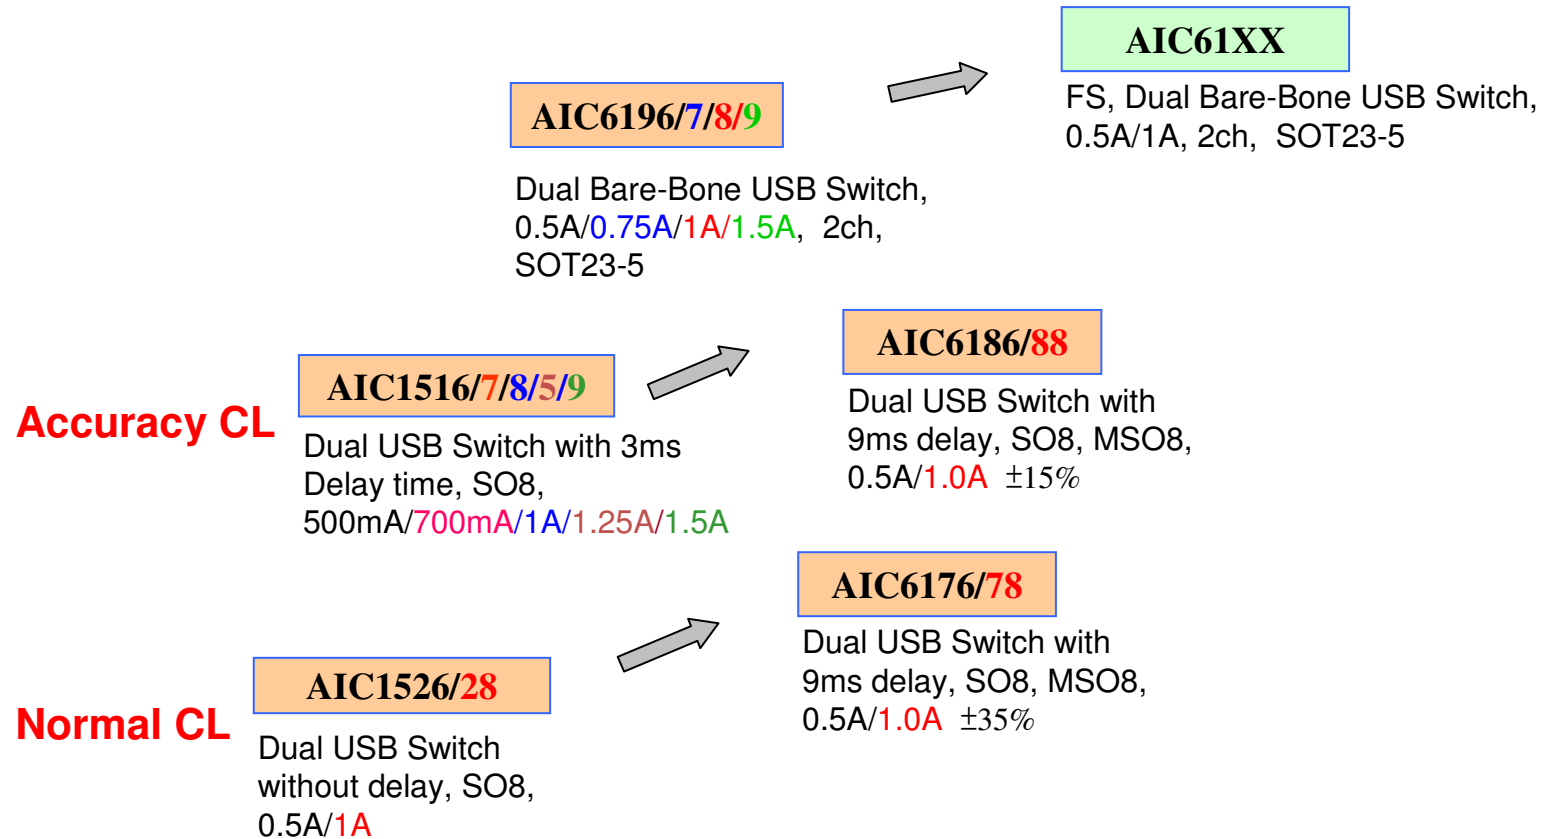 AIC61XX
FS, Dual Bare-Bone USB Switch,
0.5A/1A, 2ch, SOT23-5
AIC6196/7/8/9
Dual Bare-Bone USB Switch,
0.5A/0.75A/1A/1.5A, 2ch,
SOT23-5
AIC6186/88
Dual USB Switch with
9ms delay, SO8, MSO8,
0.5A/1.0A ±15%
Accuracy CL
AIC1516/7/8/5/9
Dual USB Switch with 3ms
Delay time, SO8,
500mA/700mA/1A/1.25A/1.5A
AIC6176/78
Dual USB Switch with
9ms delay, SO8, MSO8,
0.5A/1.0A ±35%
Normal CL
AIC1526/28
Dual USB Switch
without delay, SO8,
0.5A/1A